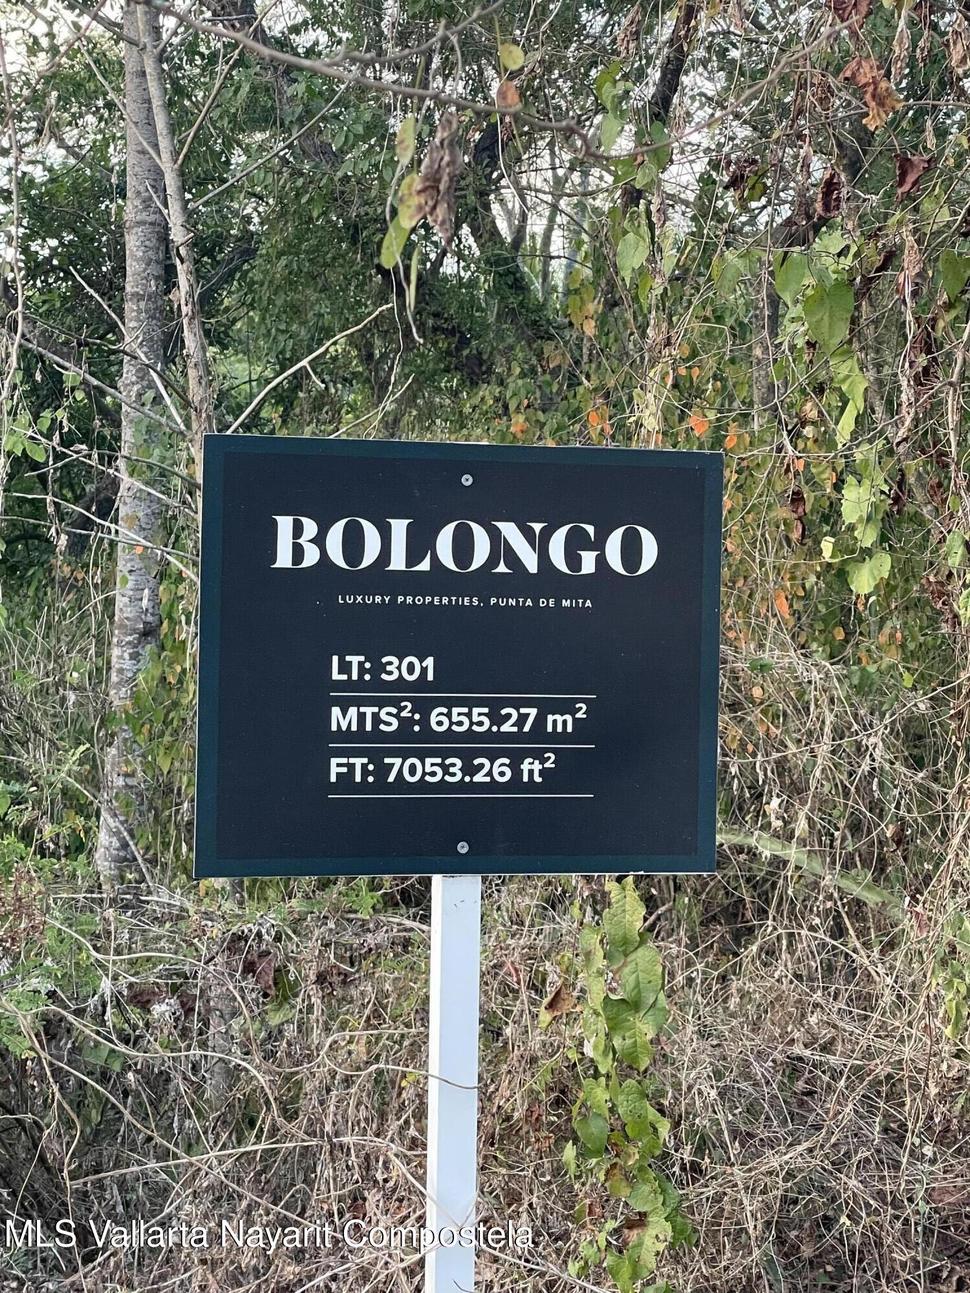 BOLONGO
LUXURY PROPERTIES, PUNTA DE MITA
LT: 301
MTS²: 655.27 m²
FT: 7053.26 ft²
MLS Vallarta Nayarit Compostela